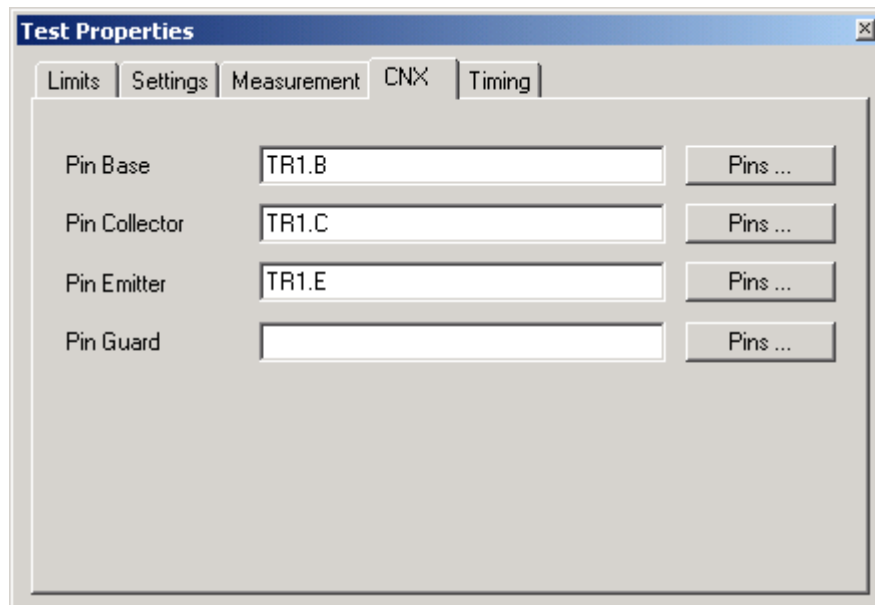 Test Properties
Limits Settings Measurement CNX Timing
Pin Base TR1.B Pins ...
Pin Collector TR1.C Pins ...
Pin Emitter TR1.E Pins ...
Pin Guard Pins ...